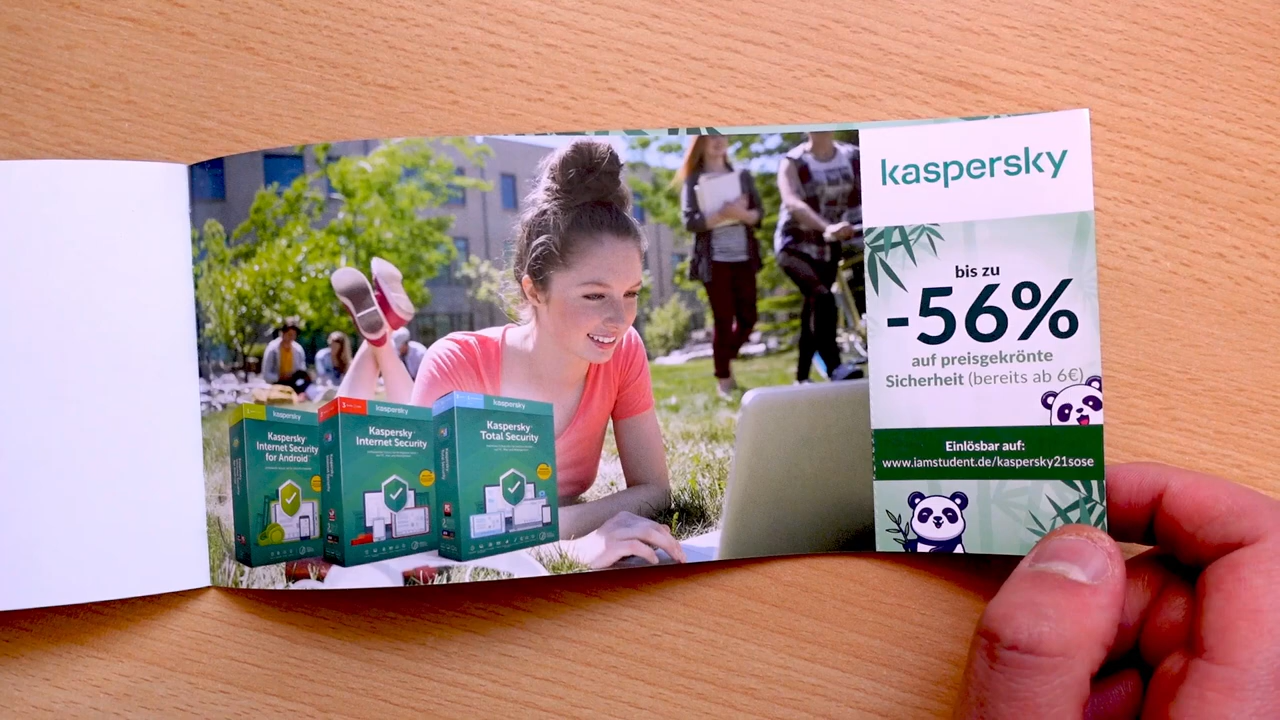 kaspersky
bis zu
-56%
auf preisgekrönte
Sicherheit (bereits ab 6€)
Einlösbar auf:
www.iamstudent.de/kaspersky21sose
kaspersky
Kaspersky
Internet Security
for Android
kaspersky
Kaspersky
Internet Security
kaspersky
Kaspersky
Total Security